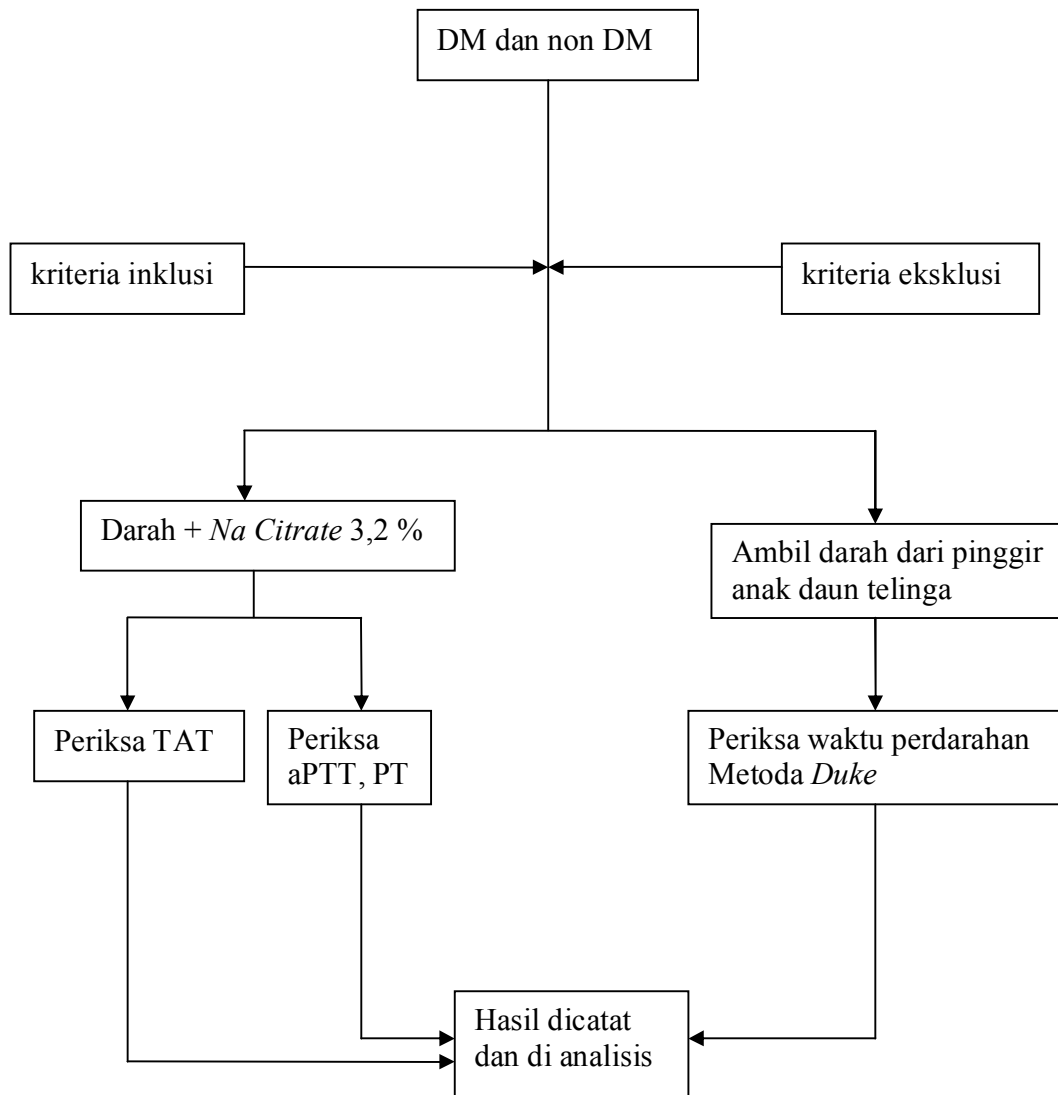 DM dan non DM
kriteria inklusi
kriteria eksklusi
Darah + Na Citrate 3,2 %
Ambil darah dari pinggir
anak daun telinga
Periksa TAT
Periksa
aPTT, PT
Periksa waktu perdarahan
Metoda Duke
Hasil dicatat
dan di analisis